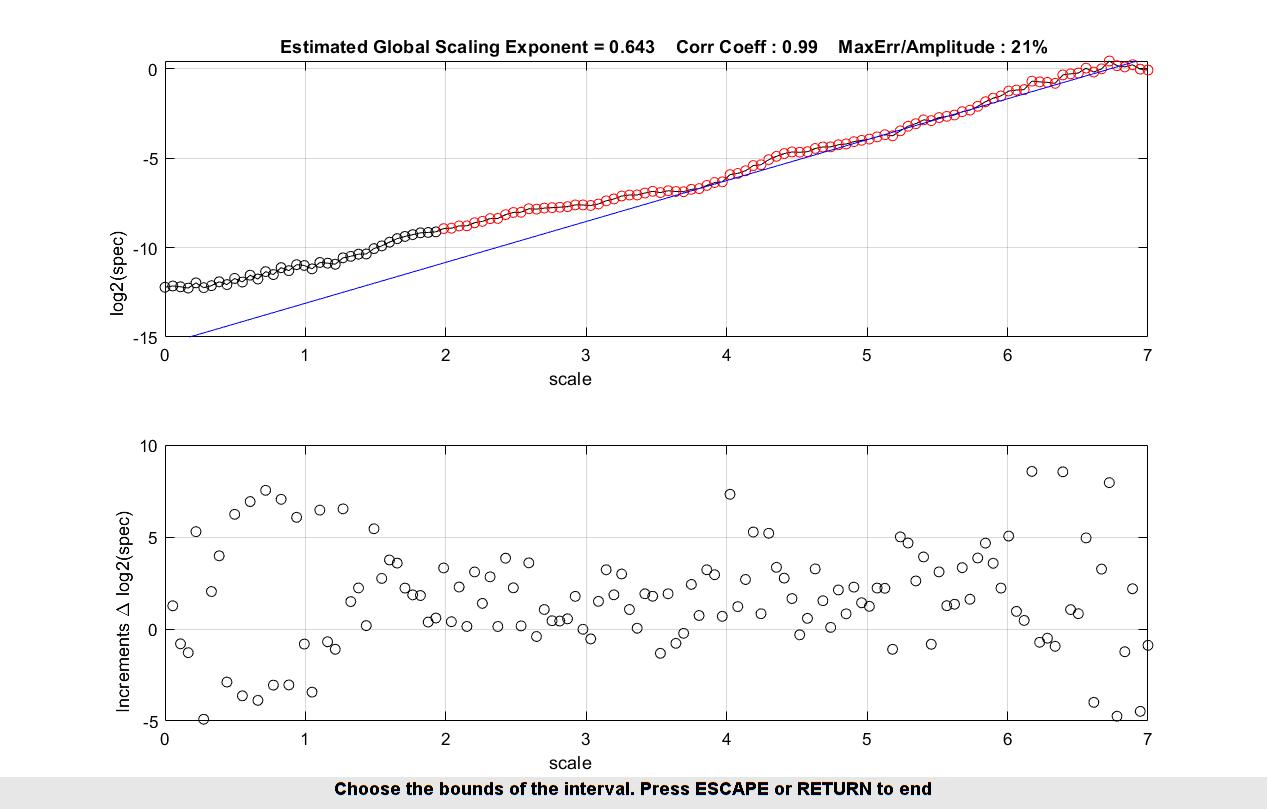 Estimated Global Scaling Exponent = 0.643 Corr Coeff : 0.99 MaxErr/Amplitude : 21%
0
-5
-10
-15
log2(spec)
0 1 2 3 4 5 6 7
scale
10
5
0
-5
Increments Δ log2(spec)
0 1 2 3 4 5 6 7
scale
Choose the bounds of the interval. Press ESCAPE or RETURN to end